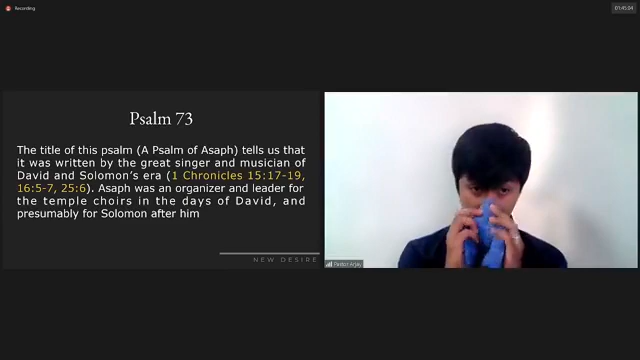 Recording
01:45:04
Psalm 73
The title of this psalm (A Psalm of Asaph) tells us that
it was written by the great singer and musician of
David and Solomon's era (1 Chronicles 15:17-19,
16:5-7, 25:6). Asaph was an organizer and leader for
the temple choirs in the days of David, and
presumably for Solomon after him
NEW DESIRE
Pastor Arjay